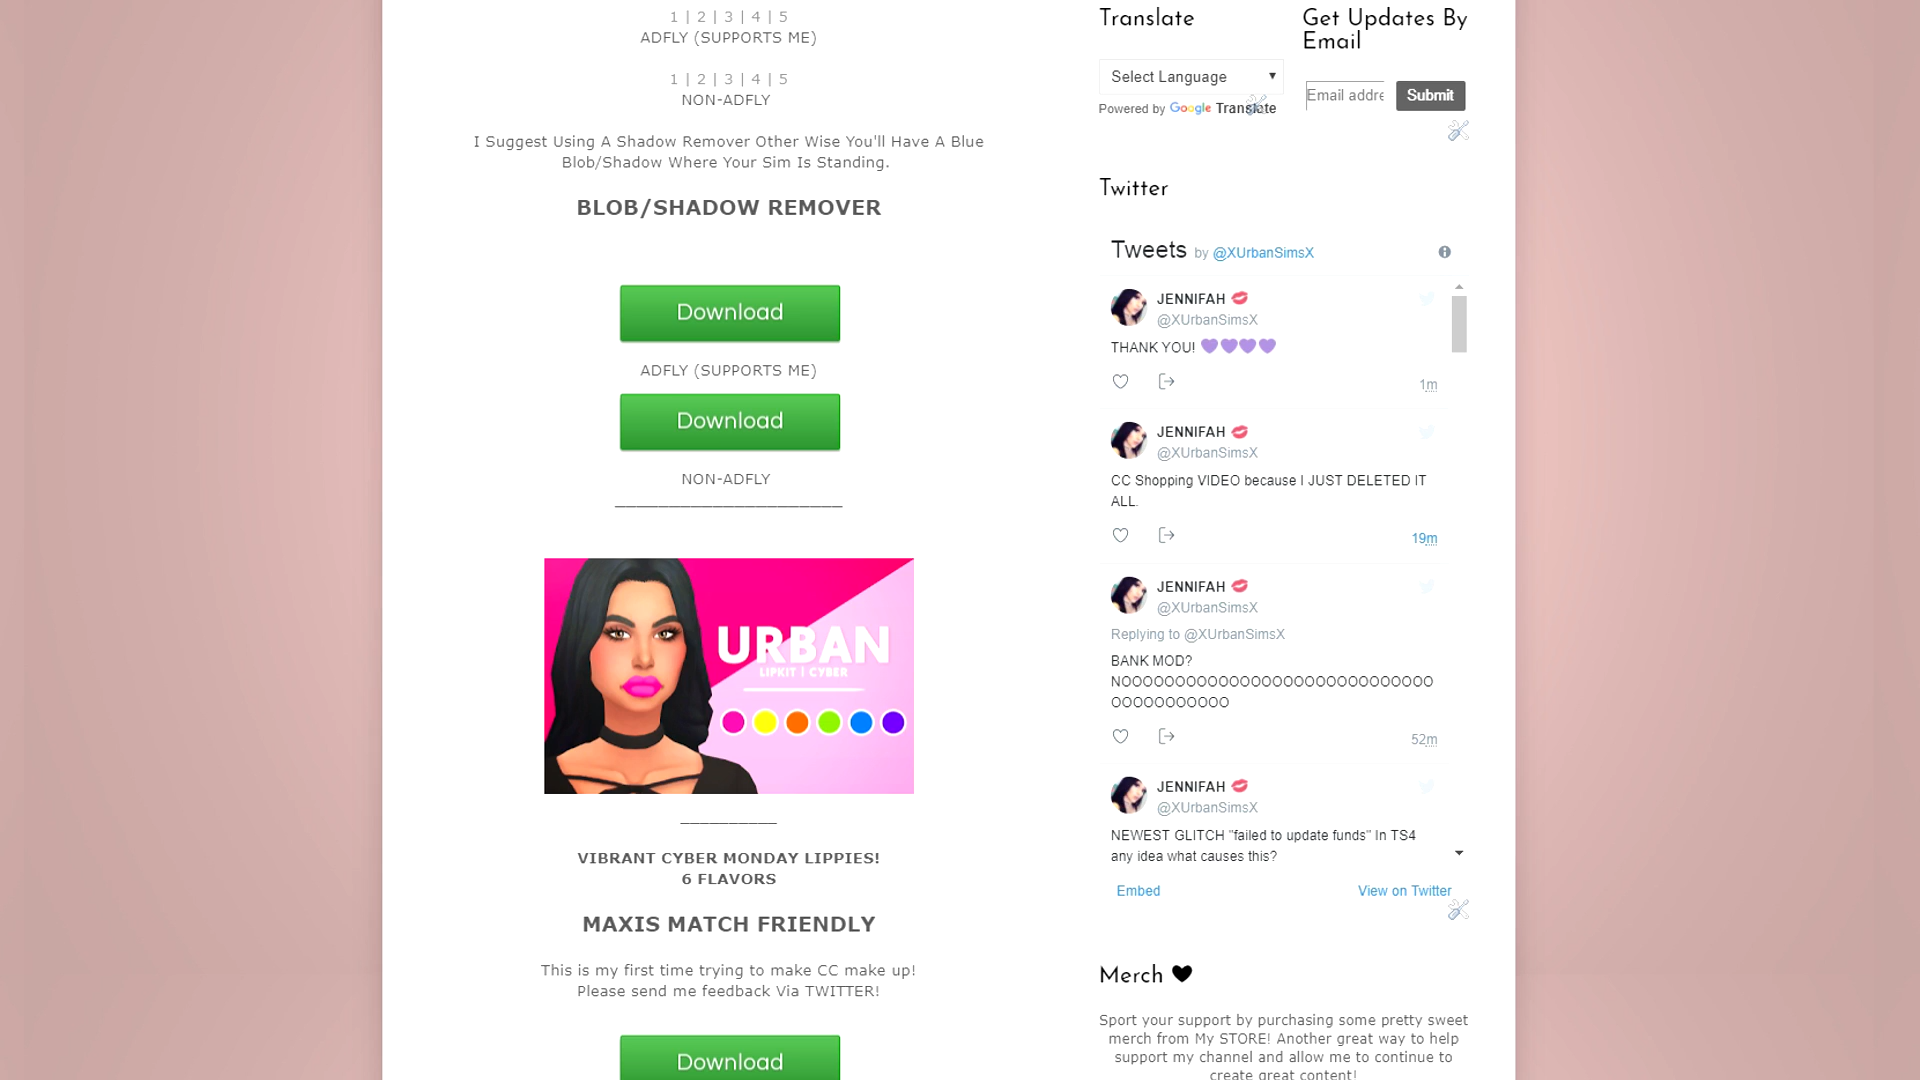 1 | 2 | 3 | 4 | 5
ADFLY (SUPPORTS ME)
1 | 2 | 3 | 4 | 5
NON-ADFLY
I Suggest Using A Shadow Remover Other Wise You'll Have A Blue
Blob/Shadow Where Your Sim Is Standing.
BLOB/SHADOW REMOVER
Download
ADFLY (SUPPORTS ME)
Download
NON-ADFLY
URBAN
LIPKIT | CYBER
VIBRANT CYBER MONDAY LIPPIES!
6 FLAVORS
MAXIS MATCH FRIENDLY
This is my first time trying to make CC make up!
Please send me feedback Via TWITTER!
Download
Translate
Select Language
Powered by Google Translate
Get Updates By
Email
Email addre
Submit
Twitter
Tweets by @XUrbanSimsX
JENNIFAH
@XUrbanSimsX
THANK YOU!
1m
JENNIFAH
@XUrbanSimsX
CC Shopping VIDEO because I JUST DELETED IT
ALL.
19m
JENNIFAH
@XUrbanSimsX
Replying to @XUrbanSimsX
BANK MOD?
NOOOOOOOOOOOOOOOOOOOOOOOOOOOOO
OOOOOOOOOOO
52m
JENNIFAH
@XUrbanSimsX
NEWEST GLITCH "failed to update funds" In TS4
any idea what causes this?
Embed
View on Twitter
Merch
Sport your support by purchasing some pretty sweet
merch from My STORE! Another great way to help
support my channel and allow me to continue to
create great content!